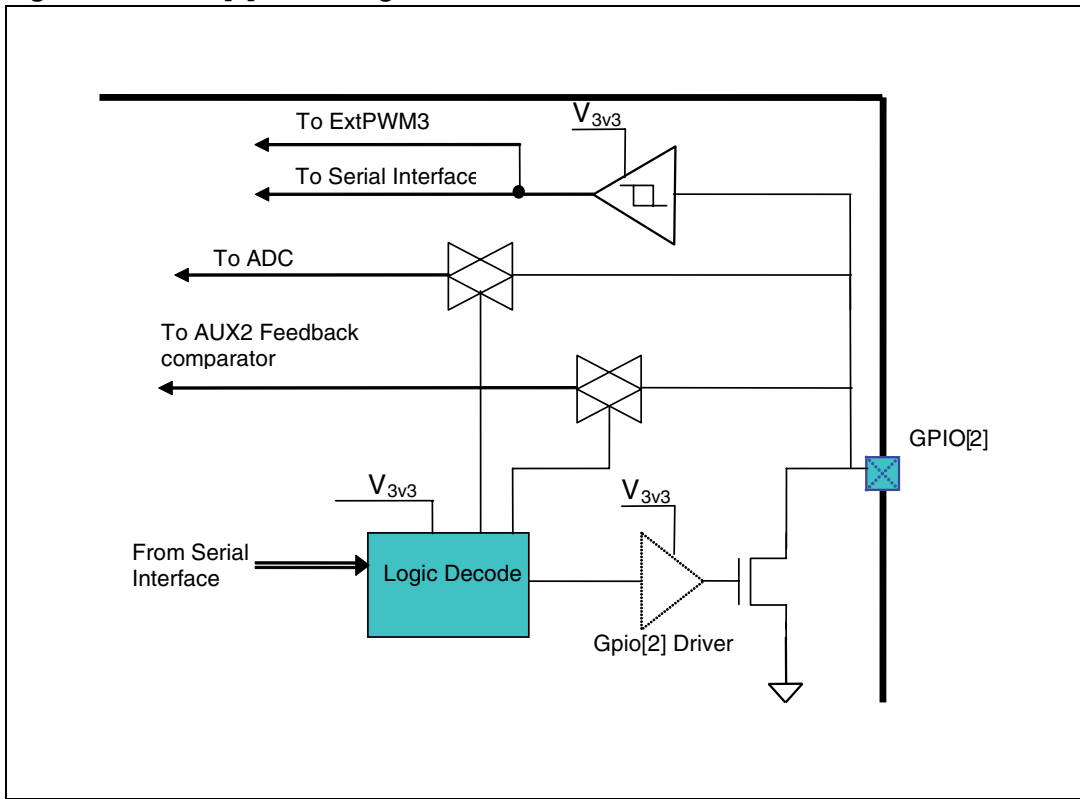 To ExtPWM3
V3v3
To Serial Interface
To ADC
To AUX2 Feedback
comparator
GPIO[2]
V3v3
V3v3
From Serial
Interface
Logic Decode
Gpio[2] Driver